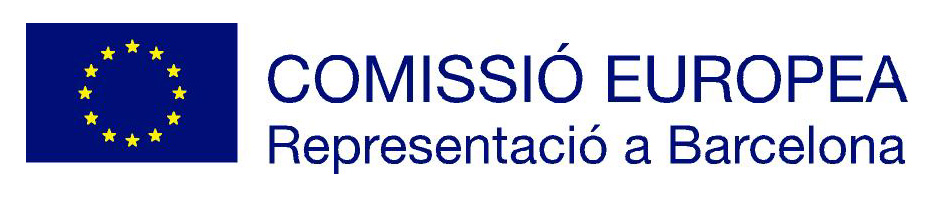 COMISSIÓ EUROPEA
Representació a Barcelona